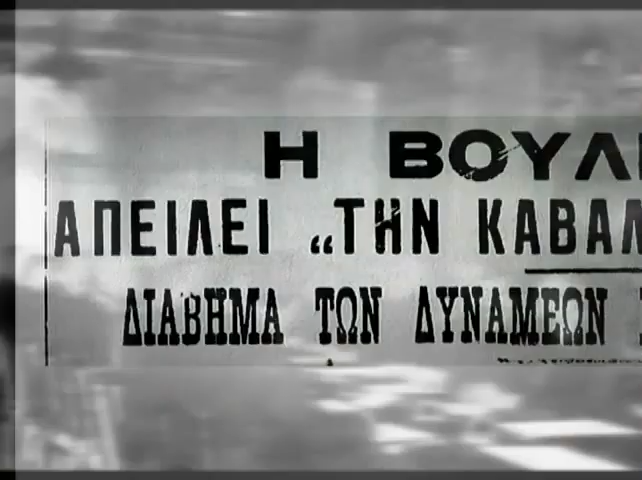 Η ΒΟΥΛ
ΑΠΕΙΛΕΙ „ΤΗΝ ΚΑΒΑΛ
ΔΙΑΒΗΜΑ ΤΩΝ ΔΥΝΑΜΕΩΝ